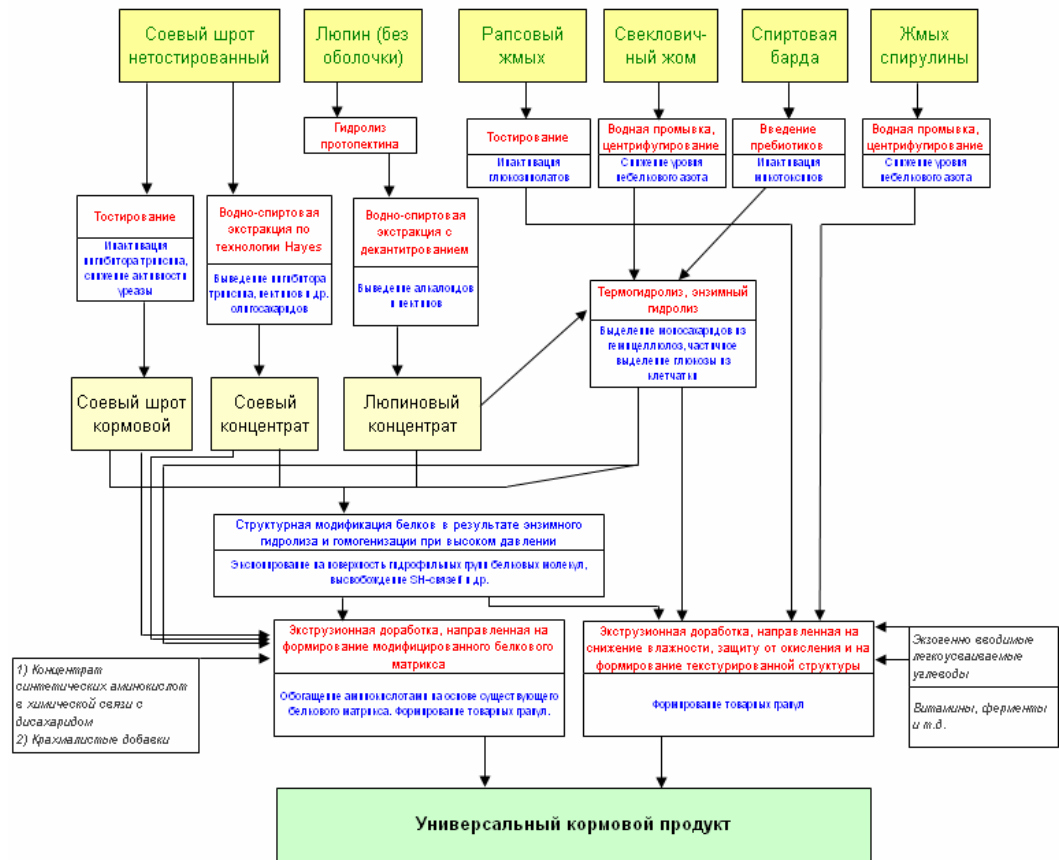 Соевый шрот
нетостированный
Люпин (без
оболочки)
Рапсовый
жмых
Свеклович-
ный жом
Спиртовая
барда
Жмых
спирулины
Гидролиз
протопектина
Тостирование
Инактивация
глюкозинолатов
Водная промывка,
центрифугирование
Снижение уровня
небелкового азота
Введение
пребиотиков
Инактивация
микотоксинов
Водная промывка,
центрифугирование
Снижение уровня
небелкового азота
Тостирование
Инактивация
ингибитора трипсина,
снижение активности
уреазы
Водно-спиртовая
экстракция по
технологии Hayes
Выведение ингибитора
трипсина, пектинов и др.
олигосахаридов
Водно-спиртовая
экстракция с
декантитрованием
Выведение алкалоидов
и пектинов
Термогидролиз, энзимный
гидролиз
Выделение моносахаридов из
гемицеллюлоз, частичное
выделение глюкозы из
клетчатки
Соевый шрот
кормовой
Соевый
концентрат
Люпиновый
концентрат
Структурная модификация белков в результате энзимного
гидролиза и гомогенизации при высоком давлении
Экспонирование на поверхность гидрофильных групп белковых молекул,
высвобождение SH-связей и др.
Экструзионная доработка, направленная на
формирование модифицированного белкового
матрикса
Обогащение аминокислотами на основе существующего
белкового матрикса. Формирование товарных гранул.
Экструзионная доработка, направленная на
снижение влажности, защиту от окисления и на
формирование текстурированной структуры
Формирование товарных гранул
1) Концентрат
синтетических аминокислот
в химической связи с
дисахаридом
2) Крахмалистые добавки
Экзогенно вводимые
легкоусваиваемые
углеводы
Витамины, ферменты
и т.д.
Универсальный кормовой продукт